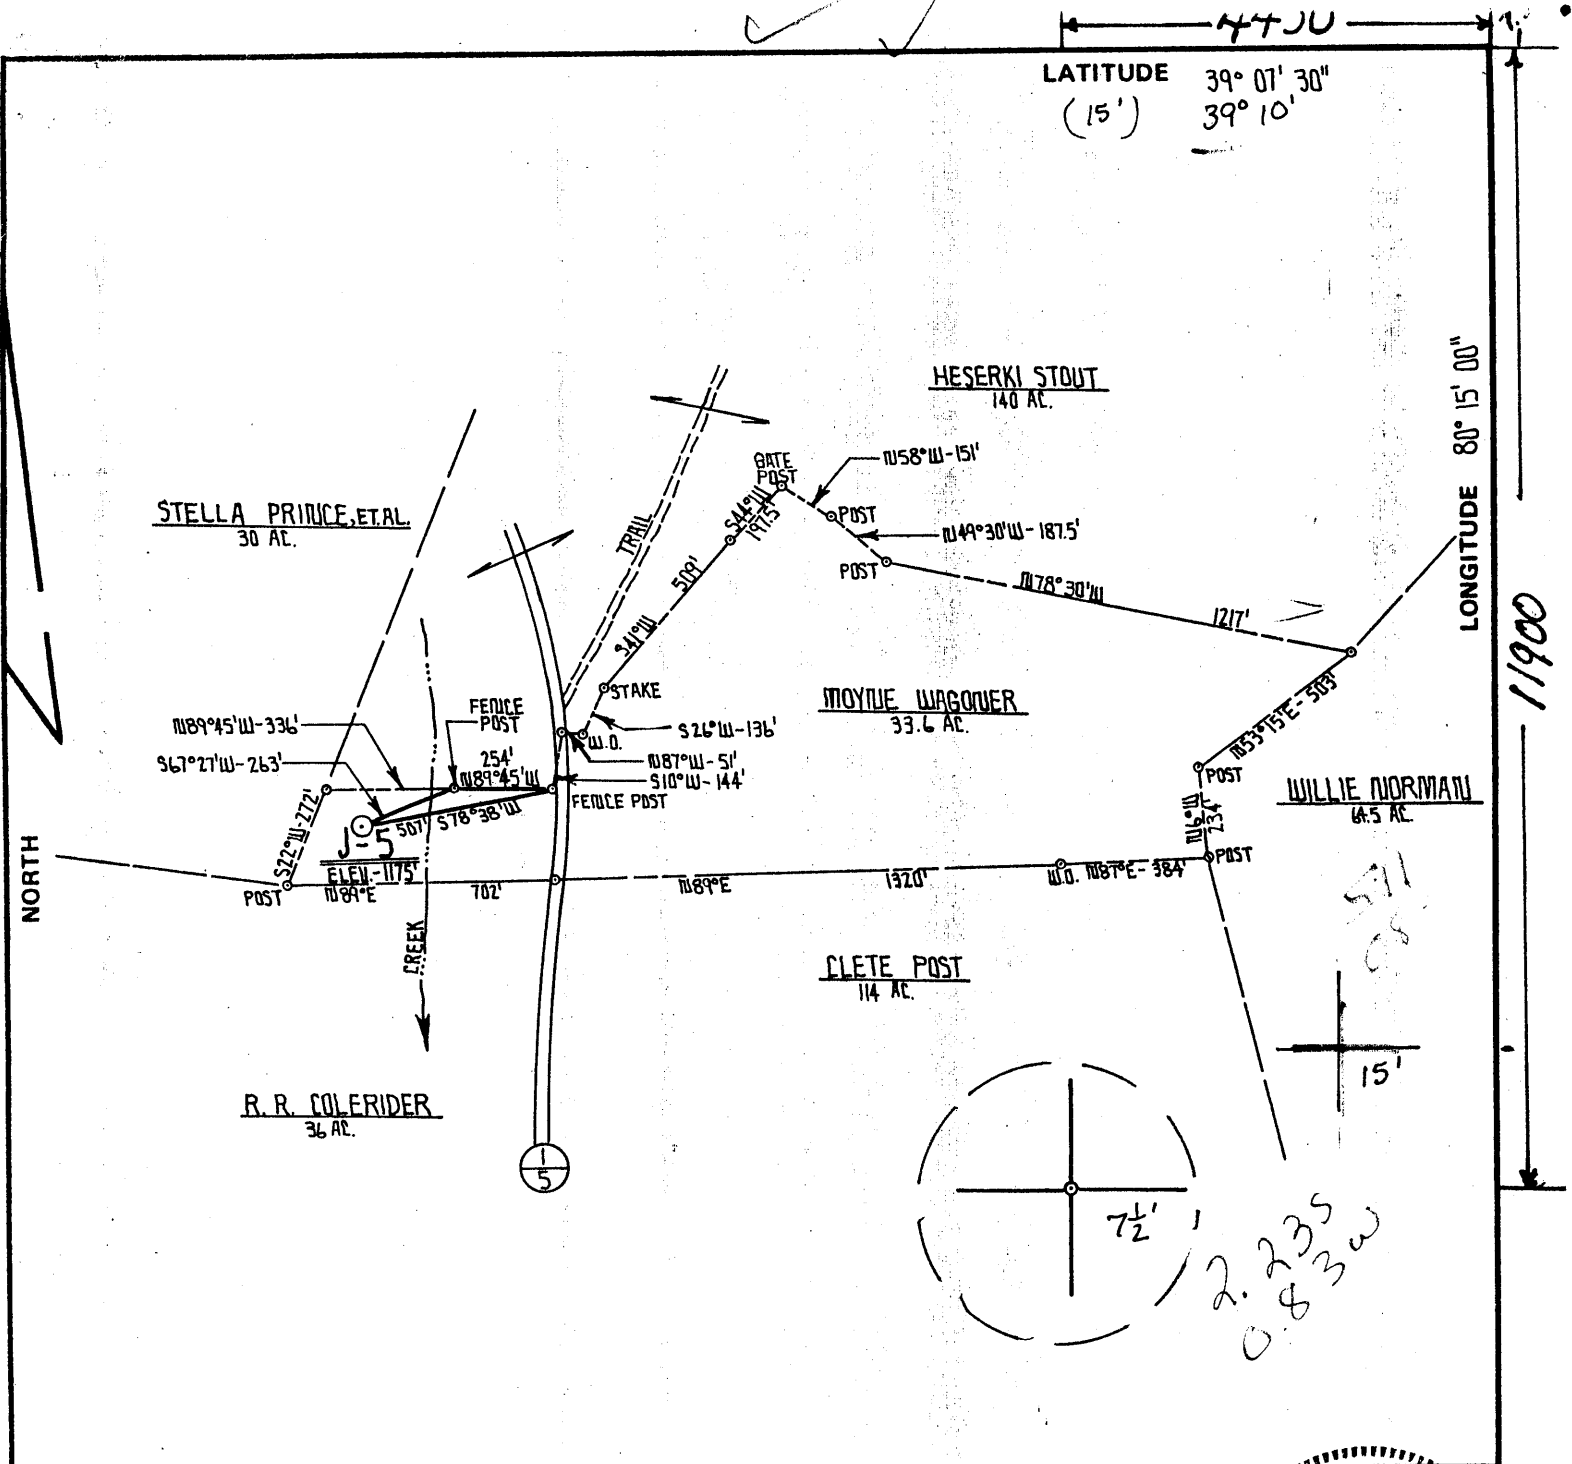 LATITUDE 39° 07' 30"
(15') 39° 10'
LONGITUDE 80° 15' 00"
11900
NORTH
HESERKI STOUT
140 AC.
STELLA PRINCE, ET. AL.
30 AC.
TRAIL
GATE
POST
N58°W-151'
POST
N49°30'W-187.5'
POST
S44°W
197.5'
509'
S41°W
N78°30'W
1217'
STAKE
MOYNE WAGONER
33.6 AC.
N53°15'E-503'
POST
WILLIE NORMAN
64.5 AC.
N6°W
234'
POST
N89°45'W-336'
S67°27'W-263'
FENCE
POST
254'
N89°45'W
W.O.
S26°W-136'
N87°W-51'
S10°W-144'
FENCE POST
507' S78°38'W
J-5
ELEV.-1175'
S22°W-272'
POST
N89°E
702'
N89°E
1320'
W.O. N87°E-384'
CREEK
CLETE POST
114 AC.
R. R. COLERIDER
36 AC.
1
5
15'
7 1/2'
2.23S
0.83W